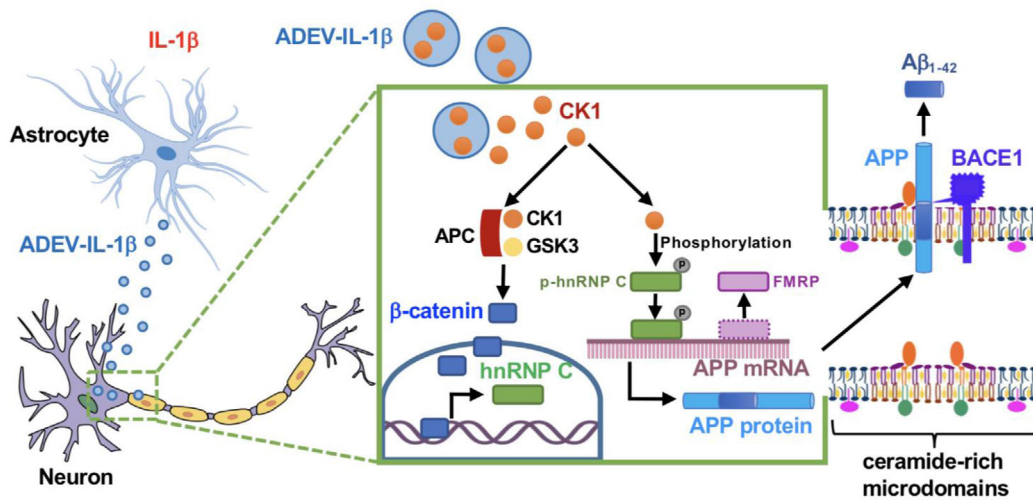 IL-1β
ADEV-IL-1β
Astrocyte
ADEV-IL-1β
Neuron
CK1
APC
CK1
GSK3
β-catenin
hnRNP C
Phosphorylation
p-hnRNP C
P
FMRP
P
APP mRNA
APP protein
Aβ1-42
APP
BACE1
ceramide-rich
microdomains